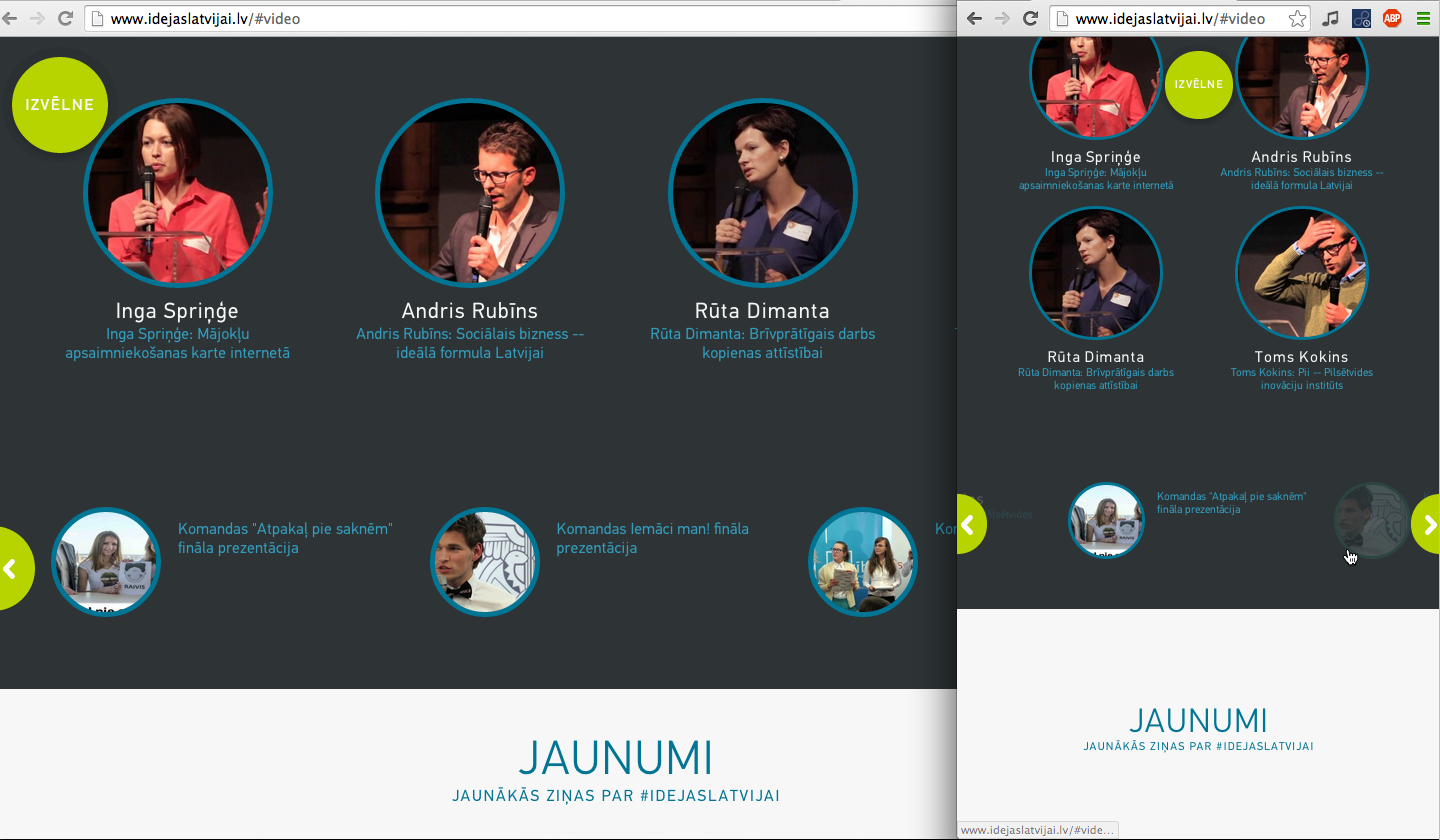 www.idejaslatvijai.lv/#video
IZVĒLNE
Inga Spriņģe
Inga Spriņģe: Mājokļu
apsaimniekošanas karte internetā
Andris Rubīns
Andris Rubīns: Sociālais bizness --
ideālā formula Latvijai
Rūta Dimanta
Rūta Dimanta: Brīvprātīgais darbs
kopienas attīstībai
Komandas "Atpakaļ pie saknēm"
fināla prezentācija
Komandas Iemāci man! fināla
prezentācija
JAUNUMI
JAUNĀKĀS ZIŅAS PAR #IDEJASLATVIJAI
www.idejaslatvijai.lv/#video
ABP
IZVĒLNE
Inga Spriņģe
Inga Spriņģe: Mājokļu
apsaimniekošanas karte internetā
Andris Rubīns
Andris Rubīns: Sociālais bizness --
ideālā formula Latvijai
Rūta Dimanta
Rūta Dimanta: Brīvprātīgais darbs
kopienas attīstībai
Toms Kokins
Toms Kokins: Pii -- Pilsētvides
inovāciju institūts
Komandas "Atpakaļ pie saknēm"
fināla prezentācija
JAUNUMI
JAUNĀKĀS ZIŅAS PAR #IDEJASLATVIJAI
www.idejaslatvijai.lv/#vide...